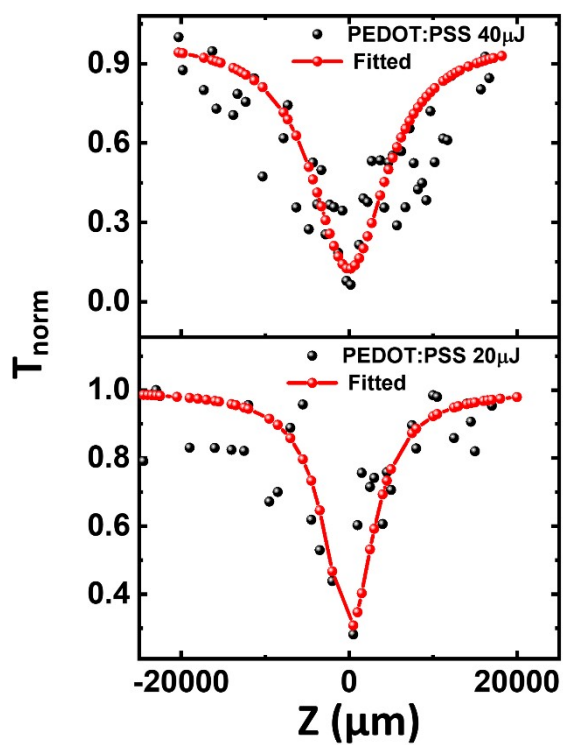 PEDOT:PSS 40μJ
Fitted
0.9
0.6
0.3
0.0
T_norm
PEDOT:PSS 20μJ
Fitted
1.0
0.8
0.6
0.4
-20000 0 20000
Z (μm)